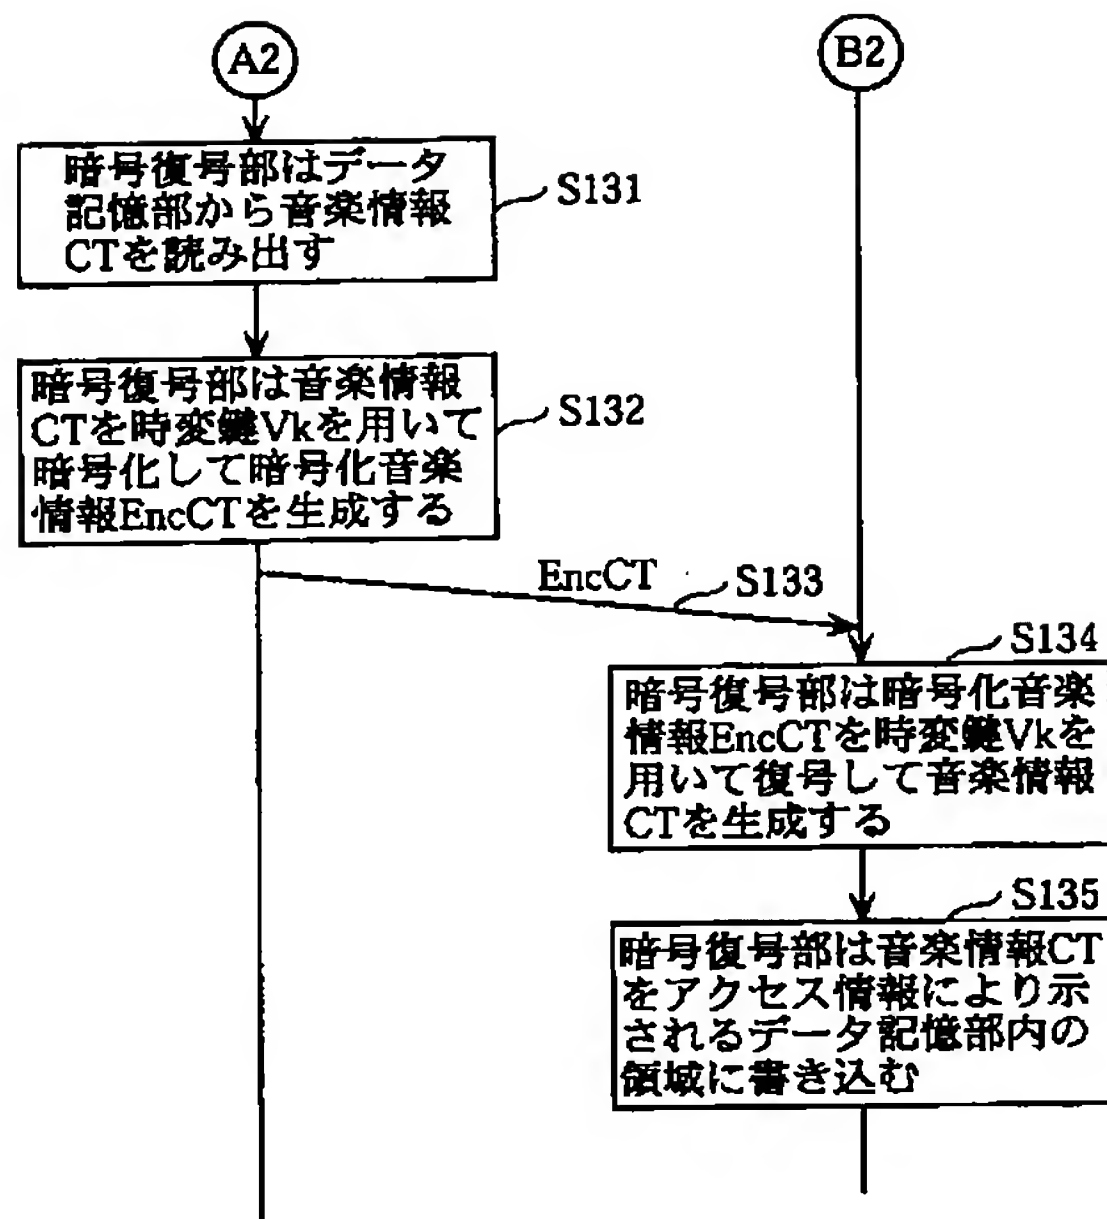 A2
B2
暗号復号部はデータ
記憶部から音楽情報
CTを読み出す
S131
暗号復号部は音楽情報
CTを時変鍵Vkを用いて
暗号化して暗号化音楽
情報EncCTを生成する
S132
EncCT
S133
S134
暗号復号部は暗号化音楽
情報EncCTを時変鍵Vkを
用いて復号して音楽情報
CTを生成する
S135
暗号復号部は音楽情報CT
をアクセス情報により示
されるデータ記憶部内の
領域に書き込む